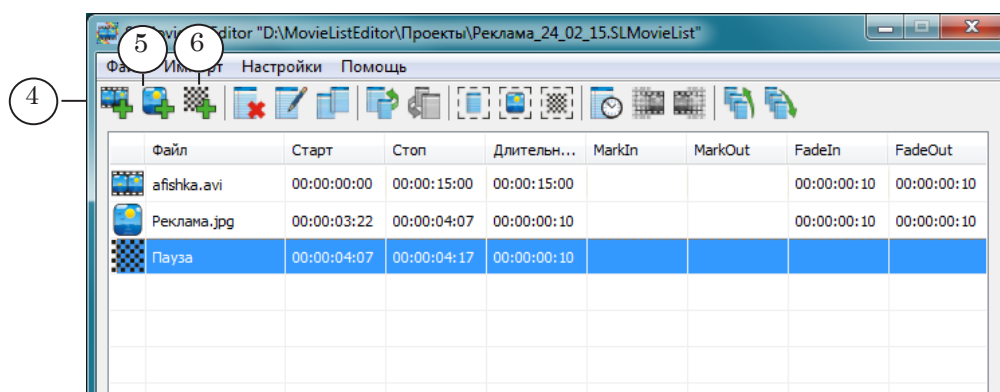 5 6
Editor "D:\MovieListEditor\Проекты\Реклама_24_02_15.SLMovieList"
Настройки Помощь
4
Файл Старт Стоп Длительн... MarkIn MarkOut FadeIn FadeOut
afishka.avi 00:00:00:00 00:00:15:00 00:00:15:00 00:00:00:10 00:00:00:10
Реклама.jpg 00:00:03:22 00:00:04:07 00:00:00:10 00:00:00:10 00:00:00:10
Пауза 00:00:04:07 00:00:04:17 00:00:00:10